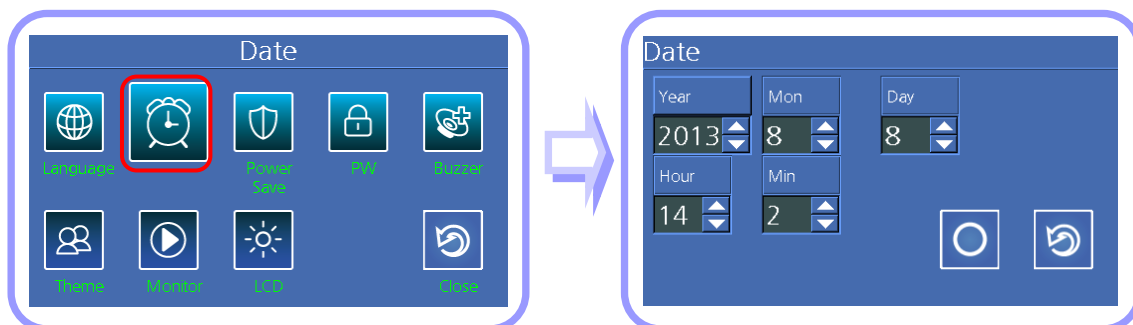 Date
Language
Power
Save
PW
Buzzer
Theme
Monitor
LCD
Close
Date
Year
Mon
Day
2013
8
8
Hour
Min
14
2